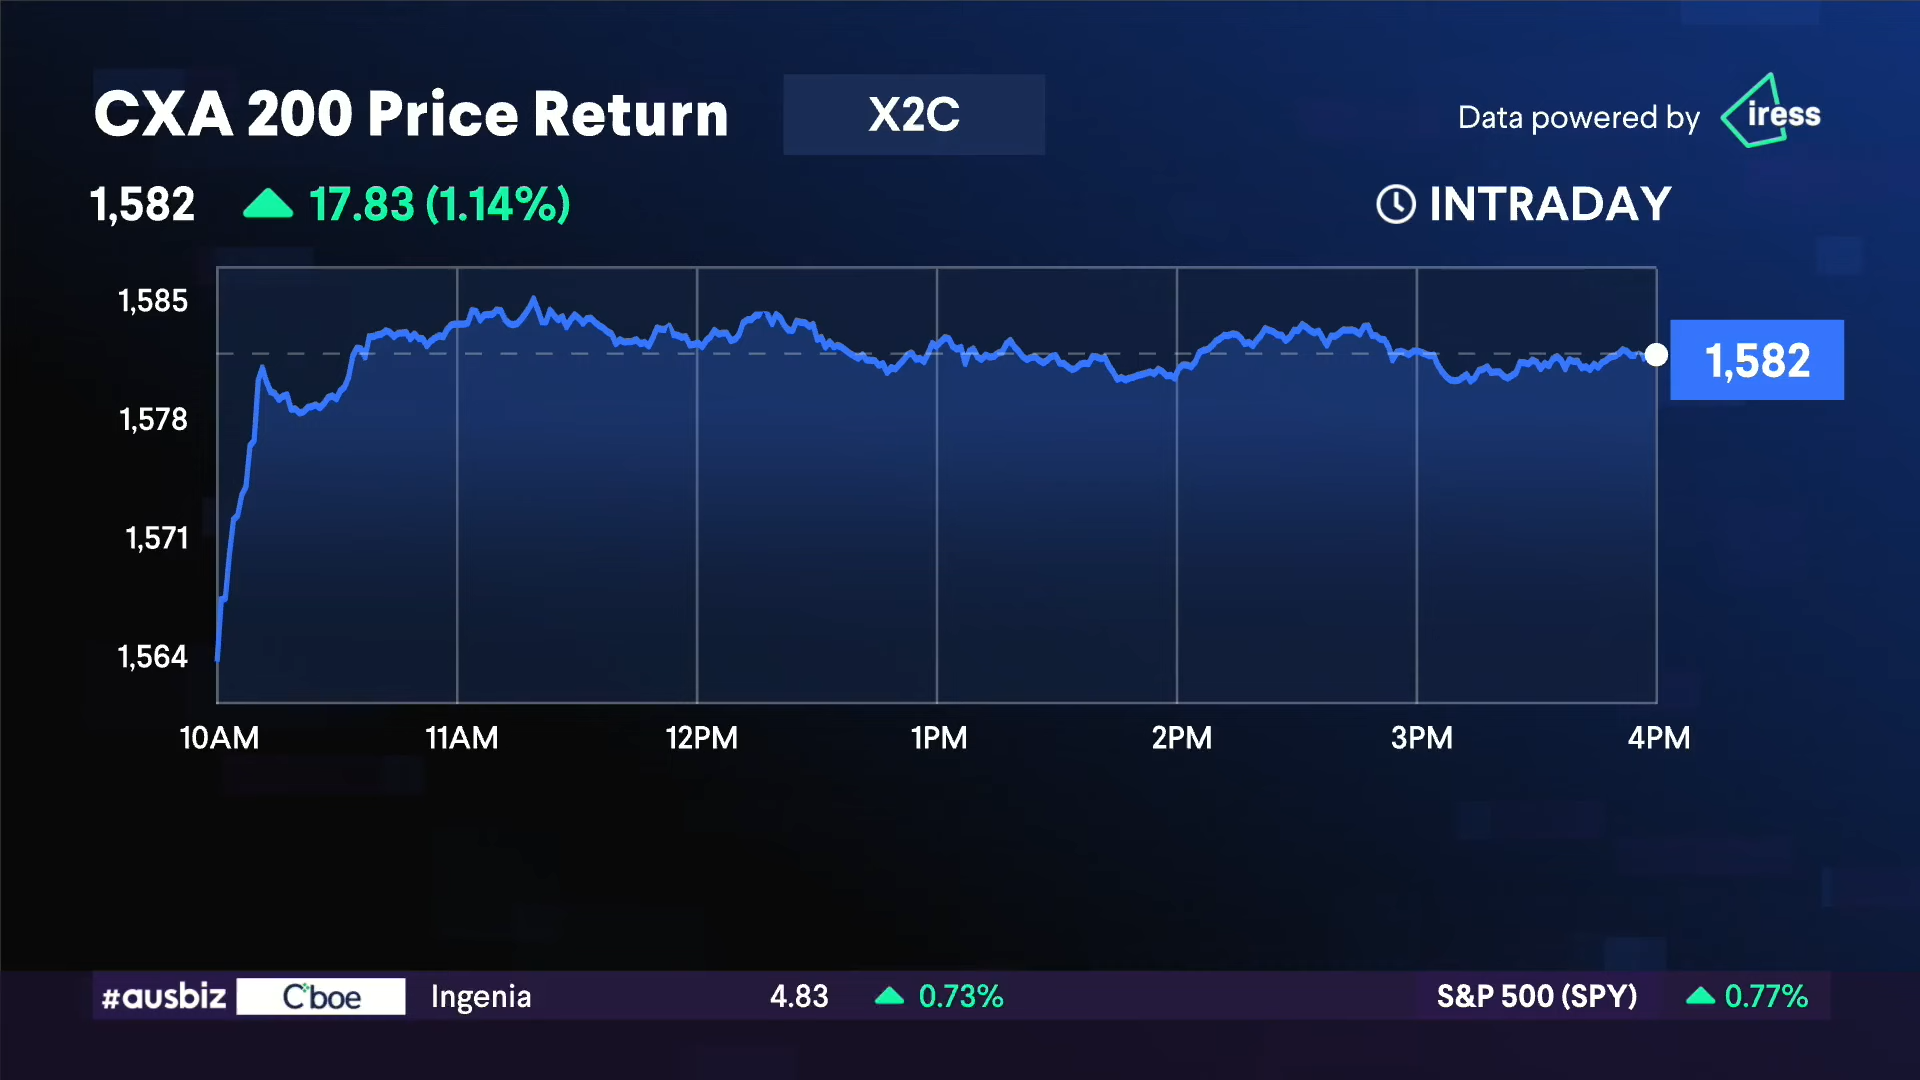 CXA 200 Price Return
X2C
Data powered by iress
1,582 17.83 (1.14%)
INTRADAY
1,585
1,578
1,571
1,564
1,582
10AM 11AM 12PM 1PM 2PM 3PM 4PM
#ausbiz Cboe Ingenia 4.83 0.73% S&P 500 (SPY) 0.77%